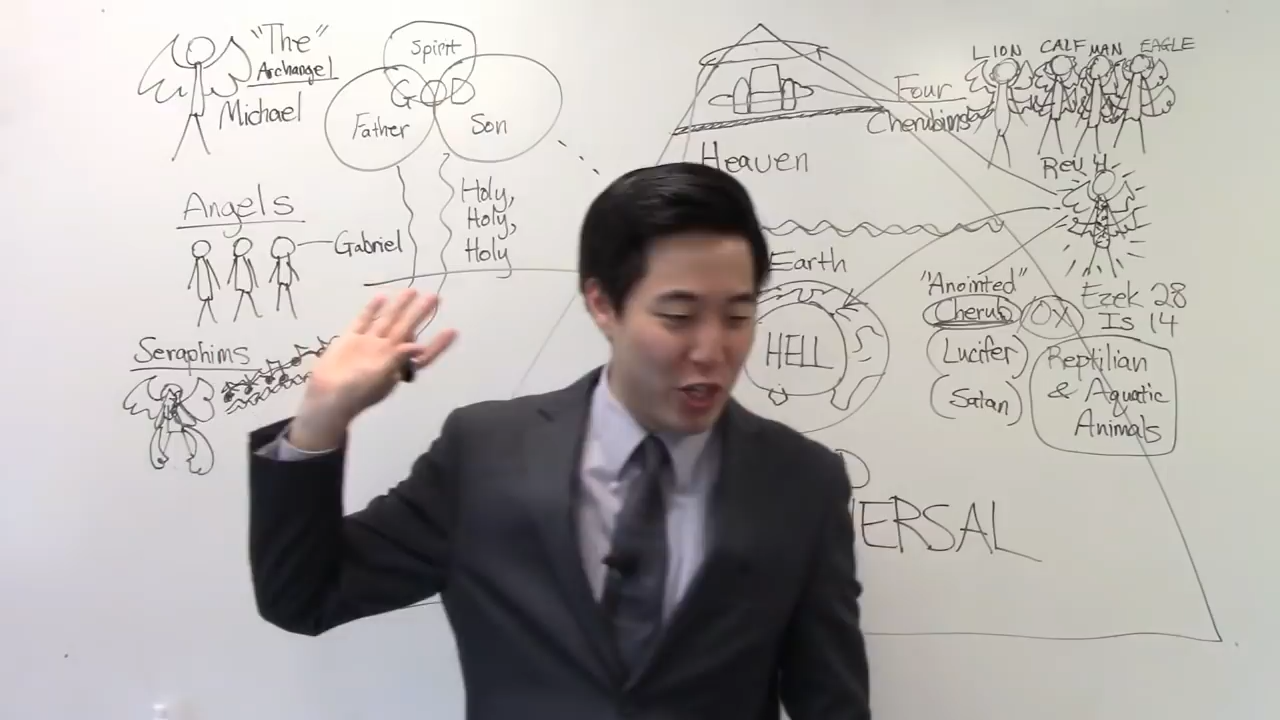 "The"
Archangel
Michael
Spirit
GOD
Father
Son
Holy,
Holy,
Holy
Angels
Gabriel
Seraphims
Heaven
Earth
HELL
Four
Cherubims
LION CALF MAN EAGLE
Rev 4
"Anointed"
Cherub
OX
Ezek 28
Is 14
(Lucifer)
(Satan)
Reptilian
& Aquatic
Animals
D
VERSAL